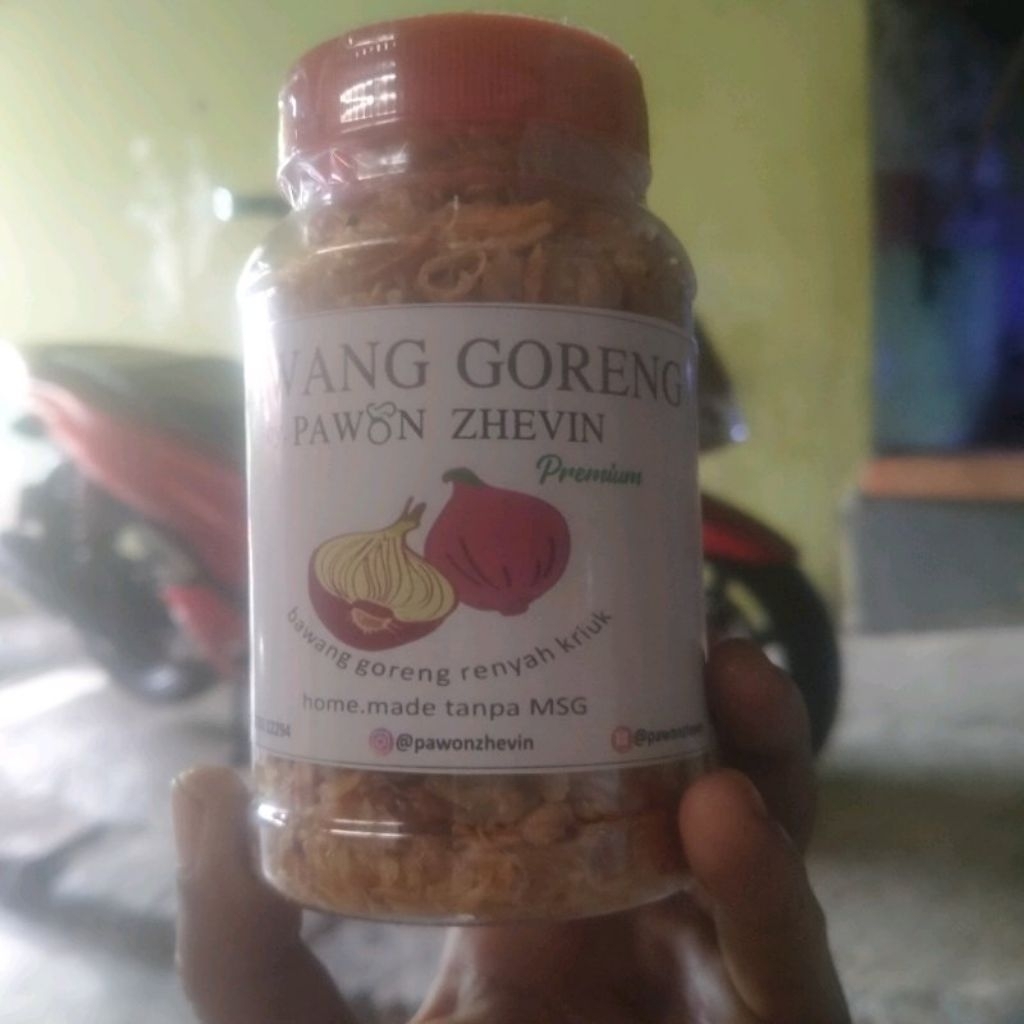 WANG GORENG
PAWON ZHEVIN
Premium
bawang goreng renyah kriuk
home.made tanpa MSG
@pawonzhevin